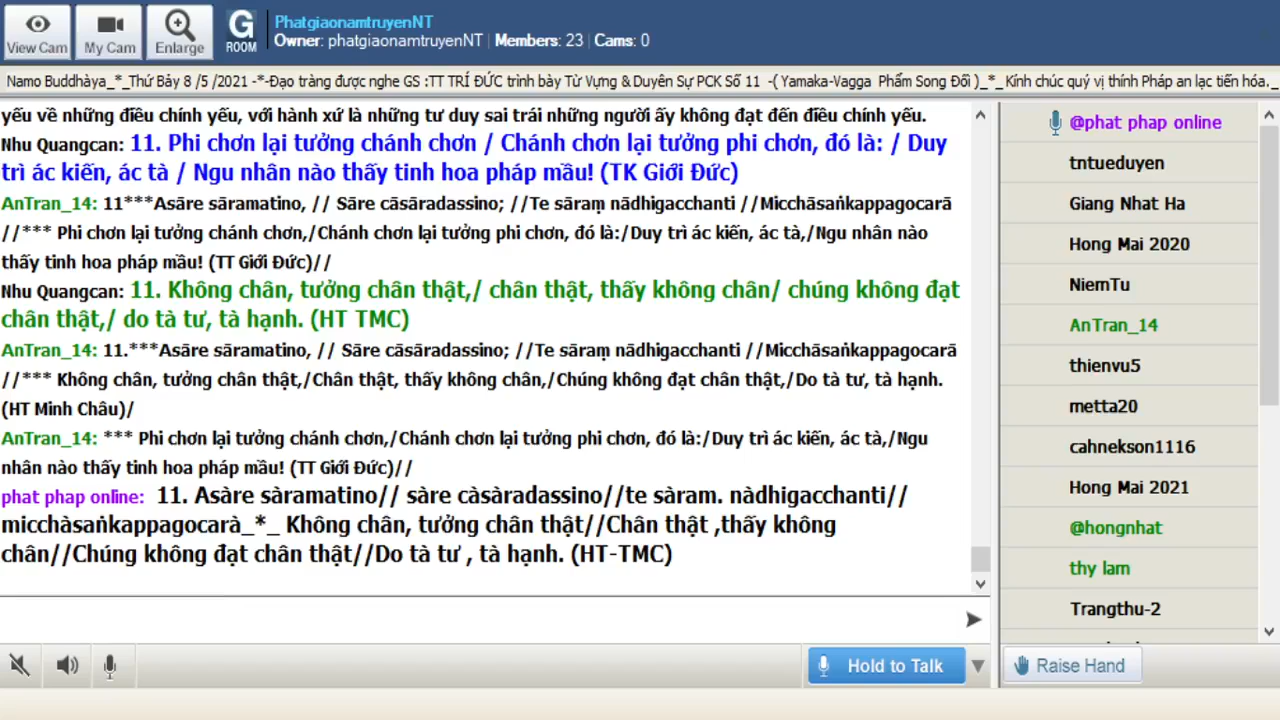 View Cam
My Cam
Enlarge
G
ROOM
PhatgiaonamtruyenNT
Owner: phatgiaonamtruyenNT | Members: 23 | Cams: 0
Namo Buddhàya_*_Thứ Bảy 8 /5 /2021 -*-Đạo tràng được nghe GS :TT TRÍ ĐỨC trình bày Từ Vựng & Duyên Sự PCK Số 11 -( Yamaka-Vagga Phẩm Song Đối )_*_ Kính chúc quý vị thính Pháp an lạc tiến hóa._
yếu về những điều chính yếu, với hành xứ là những tư duy sai trái những người ấy không đạt đến điều chính yếu.
Nhu Quangcan: 11. Phi chơn lại tưởng chánh chơn / Chánh chơn lại tưởng phi chơn, đó là: / Duy
trì ác kiến, ác tà / Ngu nhân nào thấy tinh hoa pháp mầu! (TK Giới Đức)
AnTran_14: 11***Asāre sāramatino, // Sāre cāsāradassino; //Te sāraṃ nādhigacchanti //Micchāsaṅkappagocarā
//*** Phi chơn lại tưởng chánh chơn,/Chánh chơn lại tưởng phi chơn, đó là:/Duy trì ác kiến, ác tà,/Ngu nhân nào
thấy tinh hoa pháp mầu! (TT Giới Đức)//
Nhu Quangcan: 11. Không chân, tưởng chân thật,/ chân thật, thấy không chân/ chúng không đạt
chân thật,/ do tà tư, tà hạnh. (HT TMC)
AnTran_14: 11.***Asāre sāramatino, // Sāre cāsāradassino; //Te sāraṃ nādhigacchanti //Micchāsaṅkappagocarā
//*** Không chân, tưởng chân thật,/Chân thật, thấy không chân,/Chúng không đạt chân thật,/Do tà tư, tà hạnh.
(HT Minh Châu)/
AnTran_14: *** Phi chơn lại tưởng chánh chơn,/Chánh chơn lại tưởng phi chơn, đó là:/Duy trì ác kiến, ác tà,/Ngu
nhân nào thấy tinh hoa pháp mầu! (TT Giới Đức)//
phat phap online: 11. Asàre sàramatino// sàre càsàradassino//te sàram. nàdhigacchanti//
micchàsaṅkappagocarà_*_ Không chân, tưởng chân thật//Chân thật ,thấy không
chân//Chúng không đạt chân thật//Do tà tư , tà hạnh. (HT-TMC)
@phat phap online
tntueduyen
Giang Nhat Ha
Hong Mai 2020
NiemTu
AnTran_14
thienvu5
metta20
cahnekson1116
Hong Mai 2021
@hongnhat
thy lam
Trangthu-2
Hold to Talk
Raise Hand